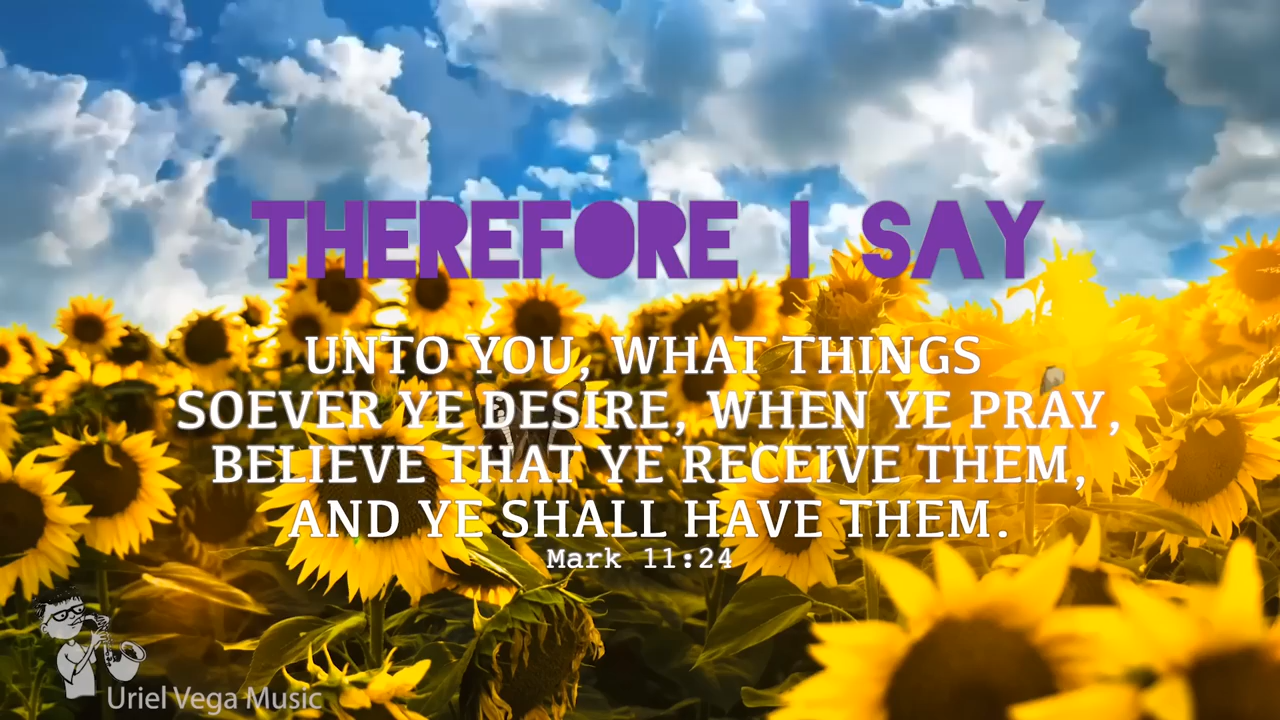 THEREFORE I SAY
UNTO YOU, WHAT THINGS
SOEVER YE DESIRE, WHEN YE PRAY,
BELIEVE THAT YE RECEIVE THEM,
AND YE SHALL HAVE THEM.
Mark 11:24
Uriel Vega Music